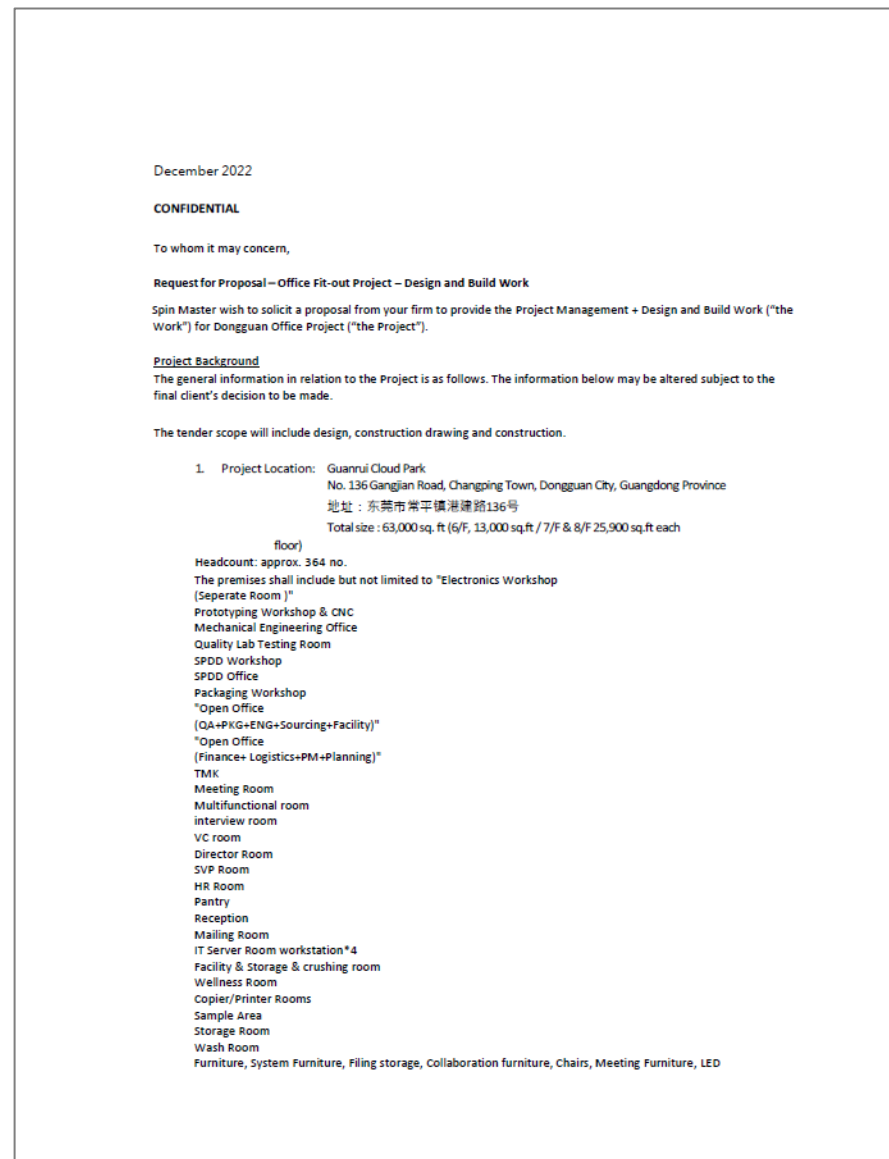 December 2022
CONFIDENTIAL
To whom it may concern,
Request for Proposal – Office Fit-out Project – Design and Build Work
Spin Master wish to solicit a proposal from your firm to provide the Project Management + Design and Build Work (“the
Work”) for Dongguan Office Project (“the Project”).
Project Background
The general information in relation to the Project is as follows. The information below may be altered subject to the
final client’s decision to be made.
The tender scope will include design, construction drawing and construction.
1. Project Location: Guanrui Cloud Park
No. 136 Gangjian Road, Changping Town, Dongguan City, Guangdong Province
地址：东莞市常平镇港建路136号
Total size : 63,000 sq. ft (6/F, 13,000 sq.ft / 7/F & 8/F 25,900 sq.ft each
floor)
Headcount: approx. 364 no.
The premises shall include but not limited to "Electronics Workshop
(Seperate Room )"
Prototyping Workshop & CNC
Mechanical Engineering Office
Quality Lab Testing Room
SPDD Workshop
SPDD Office
Packaging Workshop
"Open Office
(QA+PKG+ENG+Sourcing+Facility)"
"Open Office
(Finance+ Logistics+PM+Planning)"
TMK
Meeting Room
Multifunctional room
interview room
VC room
Director Room
SVP Room
HR Room
Pantry
Reception
Mailing Room
IT Server Room workstation*4
Facility & Storage & crushing room
Wellness Room
Copier/Printer Rooms
Sample Area
Storage Room
Wash Room
Furniture, System Furniture, Filing storage, Collaboration furniture, Chairs, Meeting Furniture, LED